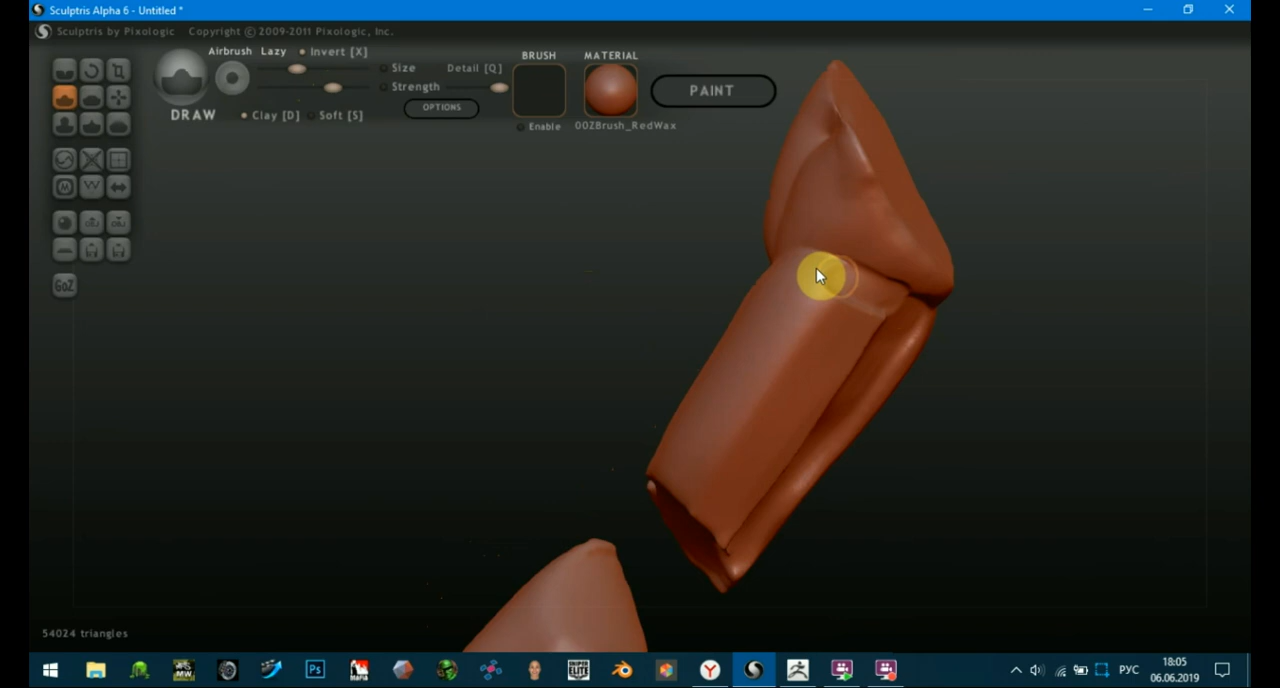 Sculptris Alpha 6 - Untitled *
Sculptris by Pixologic Copyright © 2009-2011 Pixologic, Inc.
Airbrush Lazy Invert [X]
Size Detail [Q]
Strength
OPTIONS
DRAW
Clay [D] Soft [S]
BRUSH
Enable
MATERIAL
00ZBrush_RedWax
PAINT
GoZ
54024 triangles
Ps
РУС
18:05
06.06.2019